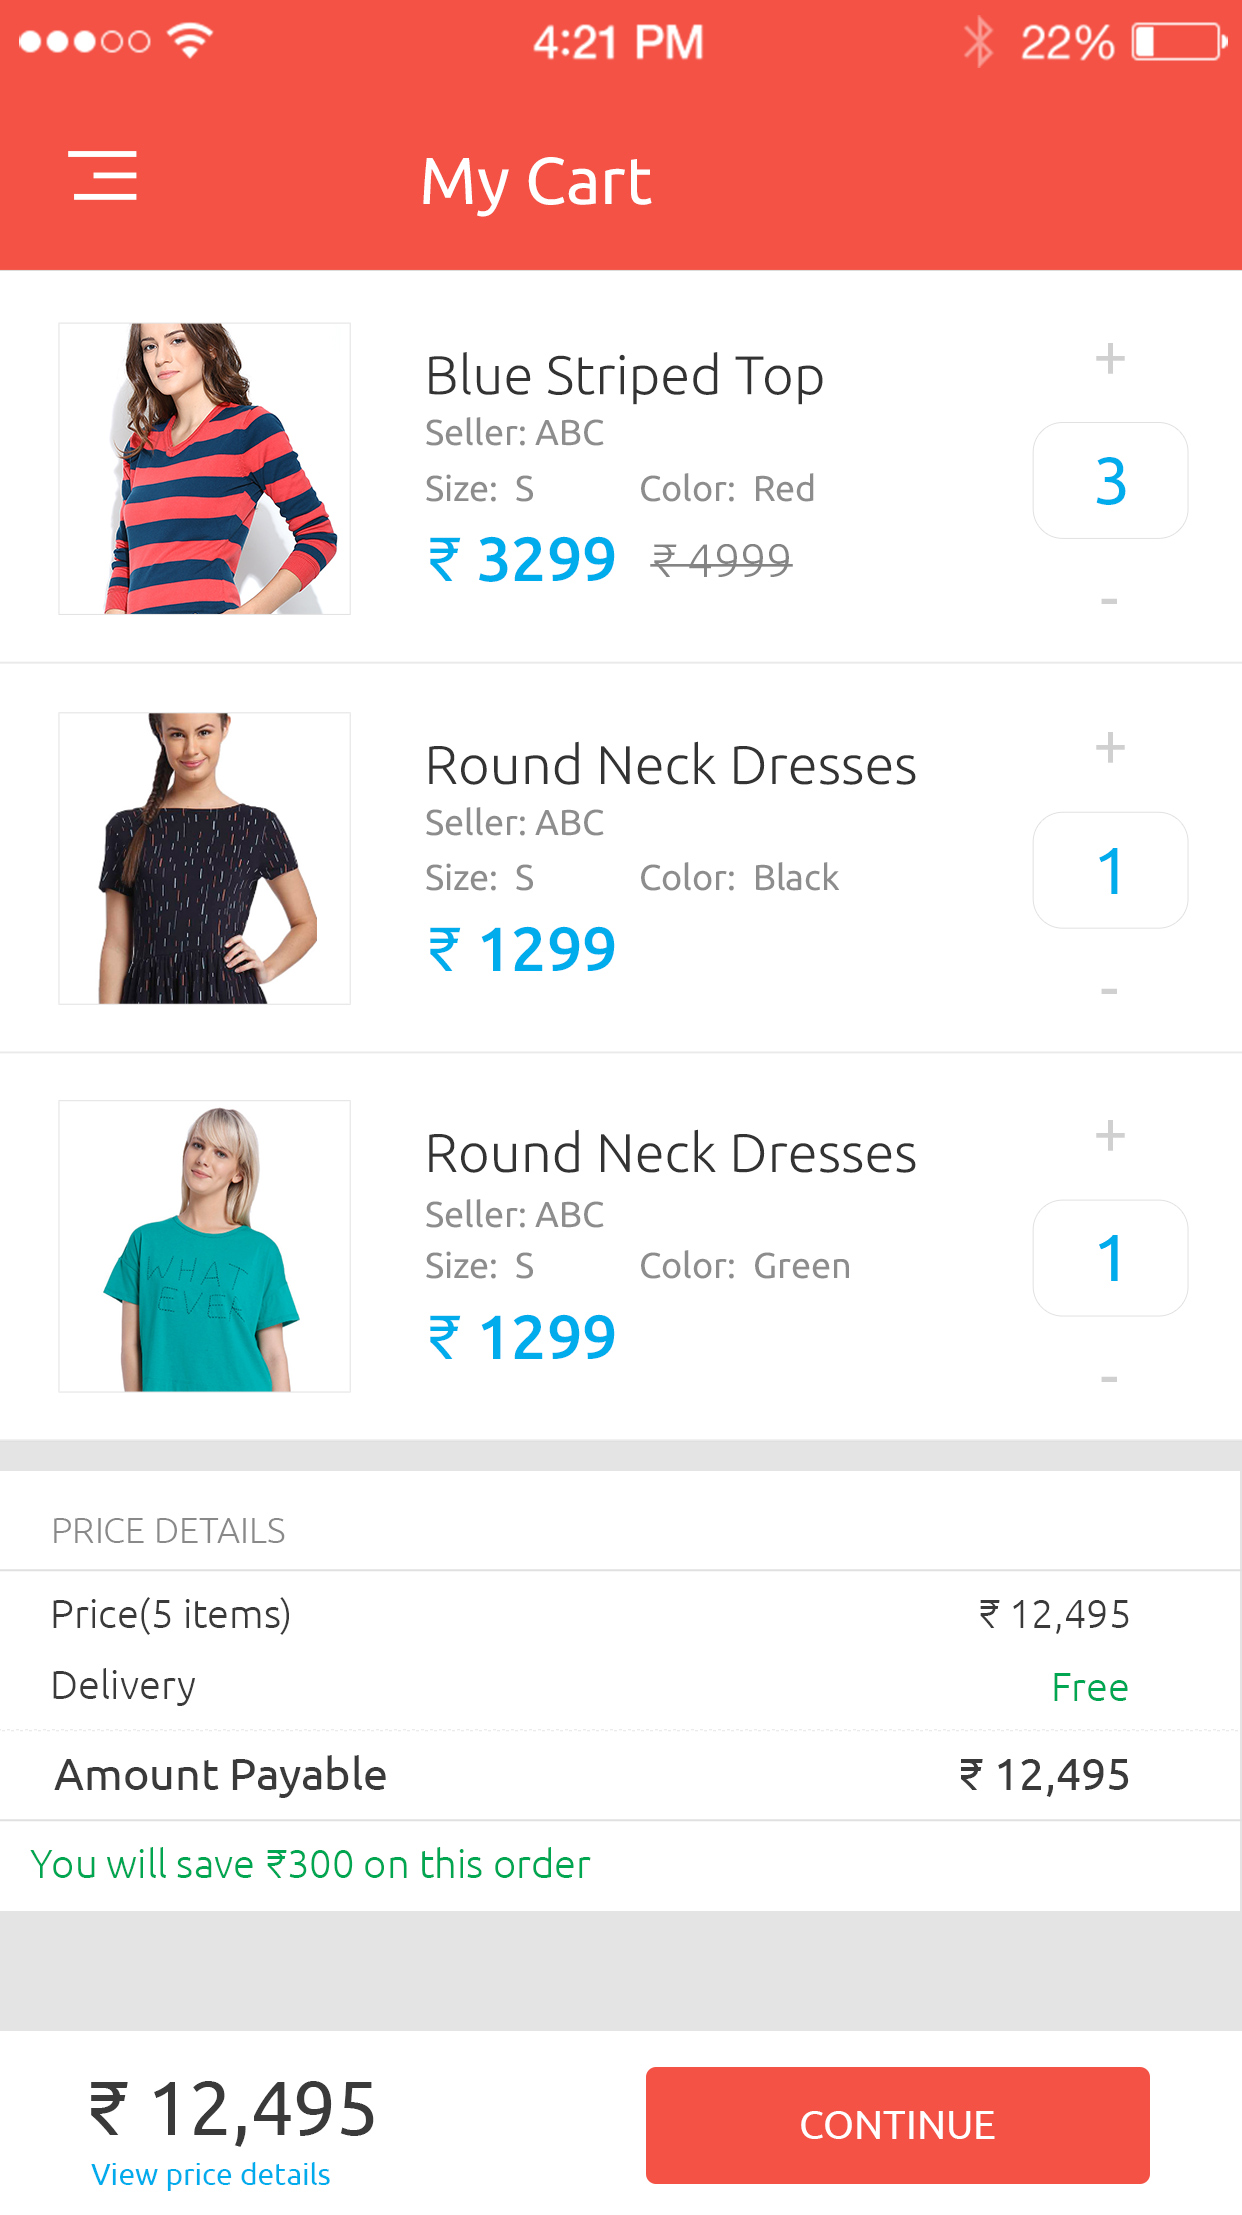 4:21 PM
22%
My Cart
Blue Striped Top
Seller: ABC
Size: S Color: Red
₹ 3299 ₹ 4999
+
3
-
Round Neck Dresses
Seller: ABC
Size: S Color: Black
₹ 1299
+
1
-
WHAT
EVER
Round Neck Dresses
Seller: ABC
Size: S Color: Green
₹ 1299
+
1
-
PRICE DETAILS
Price(5 items) ₹ 12,495
Delivery Free
Amount Payable ₹ 12,495
You will save ₹300 on this order
₹ 12,495
View price details
CONTINUE